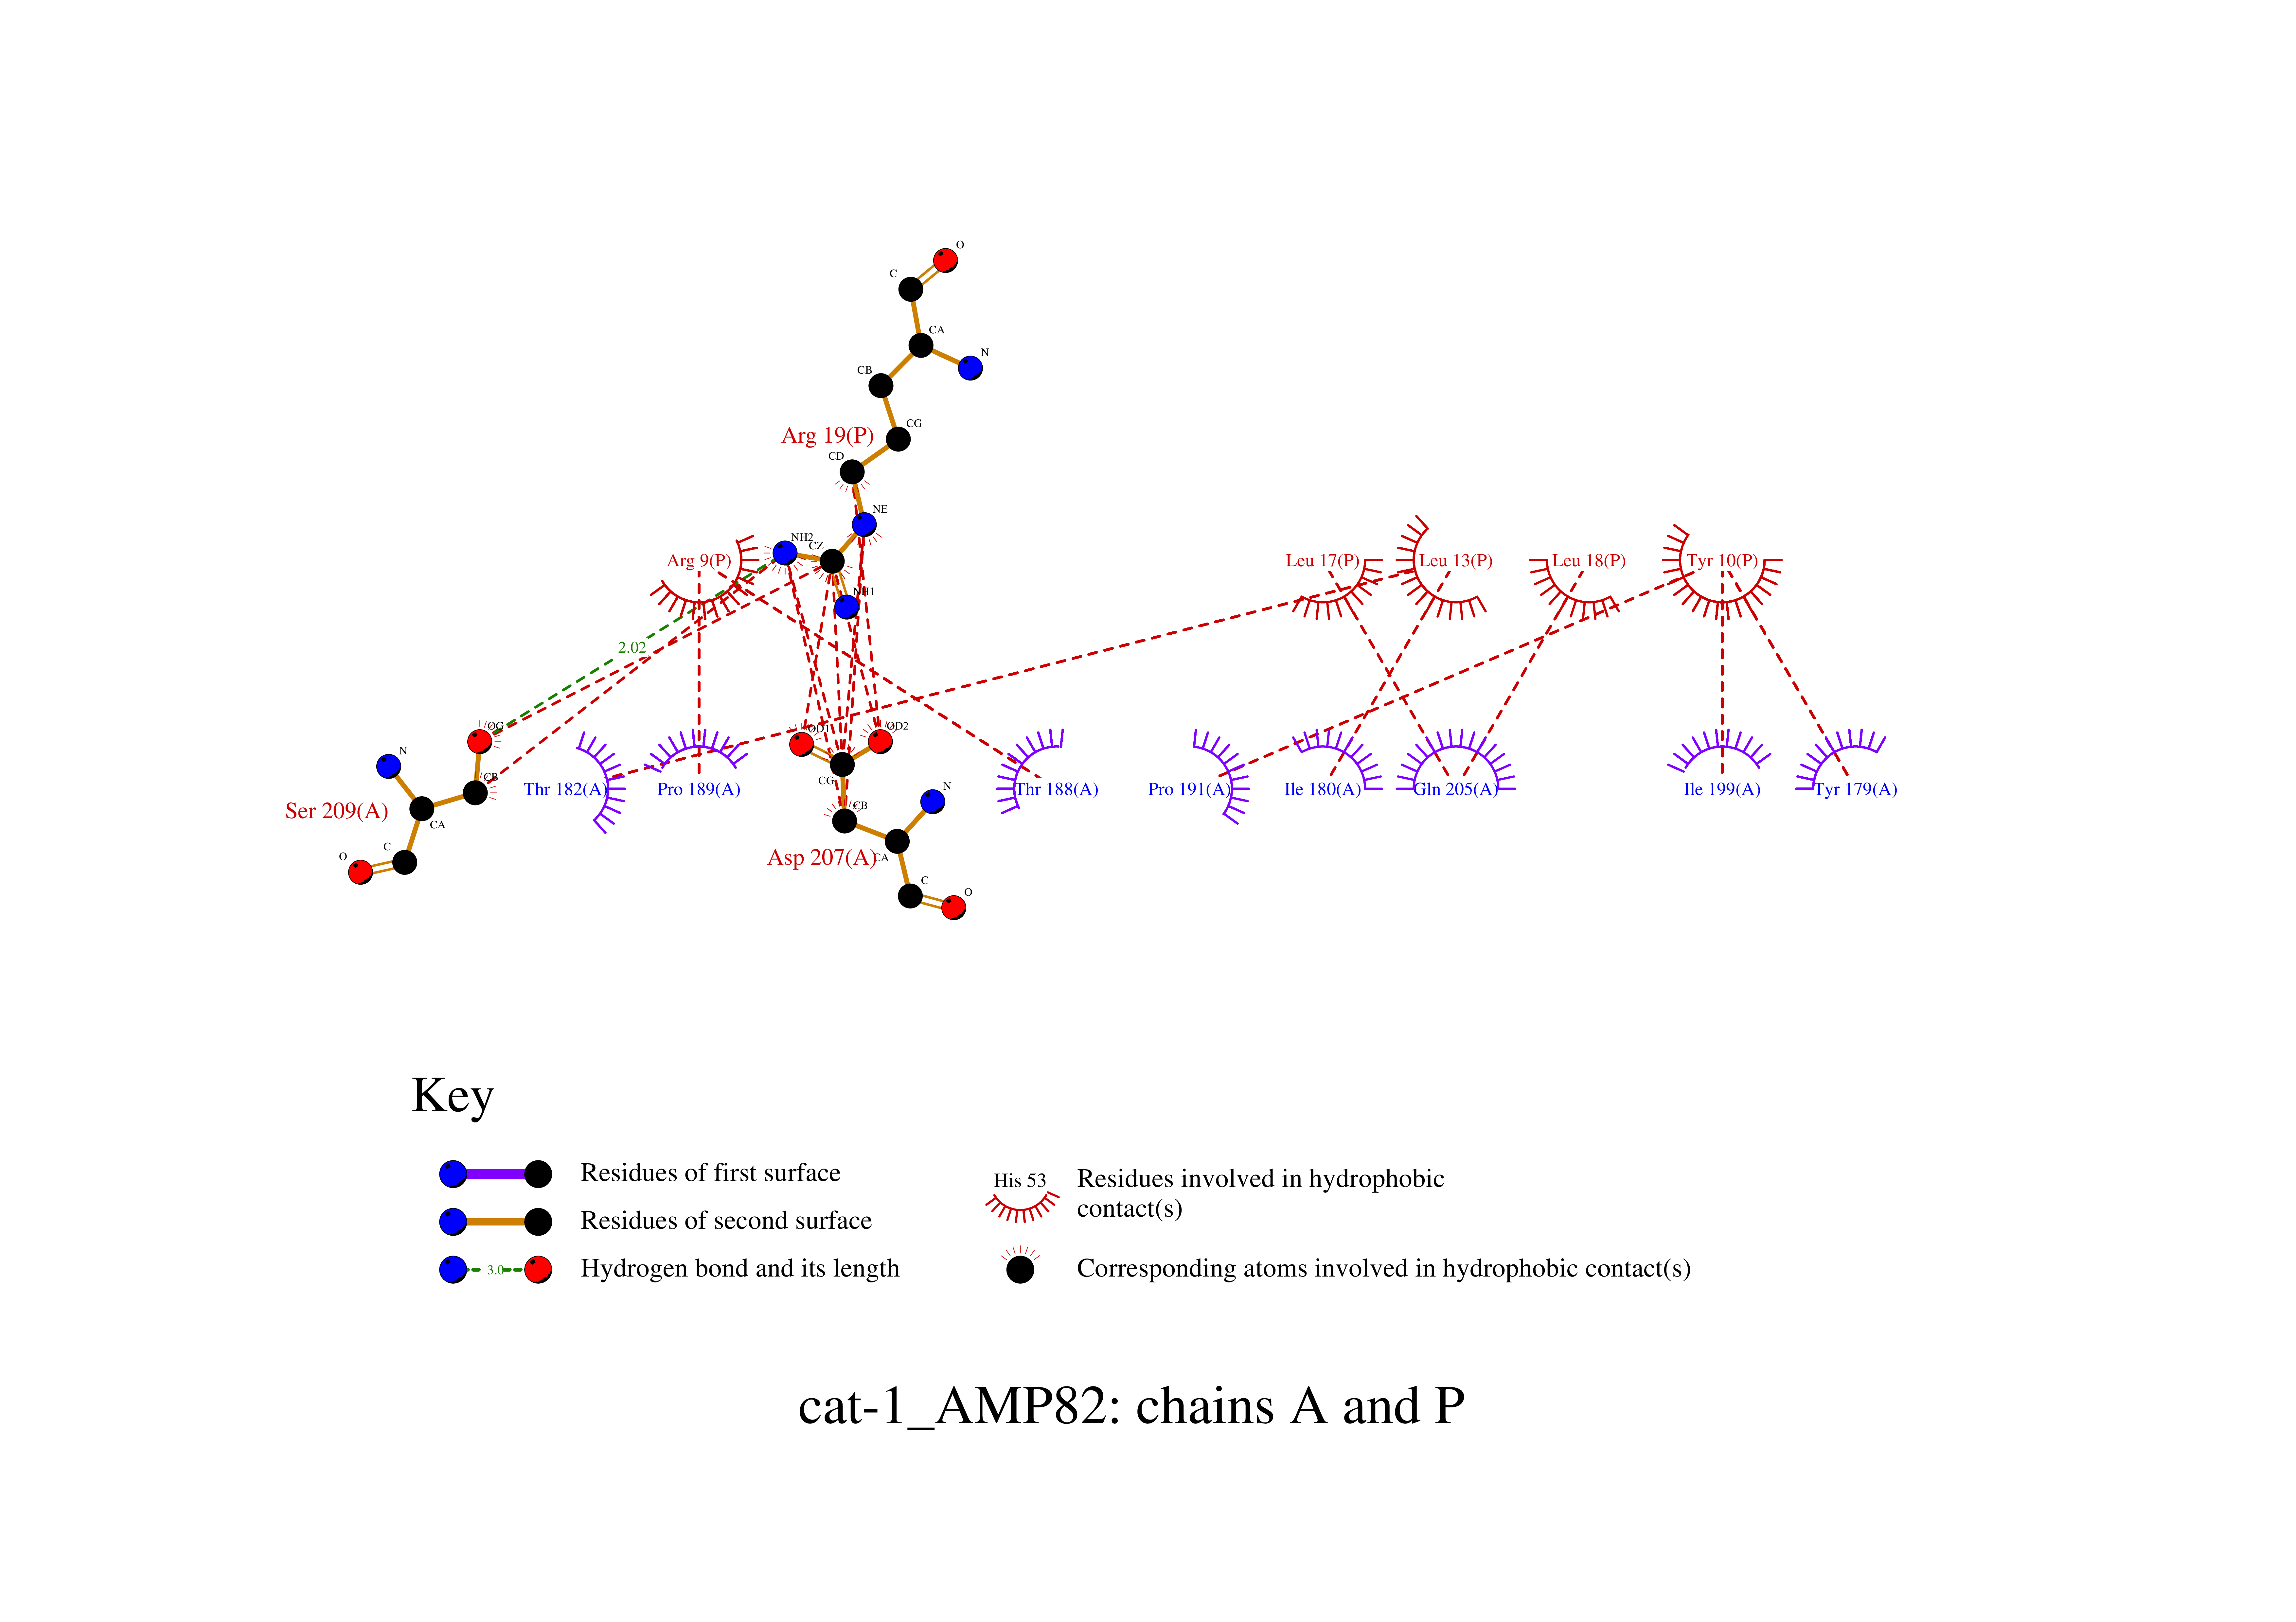 O
C
CA
N
CB
CG
Arg 19(P)
CD
NE
NH2
CZ
Arg 9(P)
Leu 17(P)
Leu 13(P)
Leu 18(P)
Tyr 10(P)
NH1
2.02
OG
OD1
OD2
N
CB
CG
Thr 182(A)
Pro 189(A)
Thr 188(A)
Pro 191(A)
Ile 180(A)
Gln 205(A)
Ile 199(A)
Tyr 179(A)
N
CB
Ser 209(A)
CA
C
O
Asp 207(A)
CA
C
O
Key
Residues of first surface
Residues of second surface
3.0
Hydrogen bond and its length
His 53
Residues involved in hydrophobic
contact(s)
Corresponding atoms involved in hydrophobic contact(s)
cat-1_AMP82: chains A and P